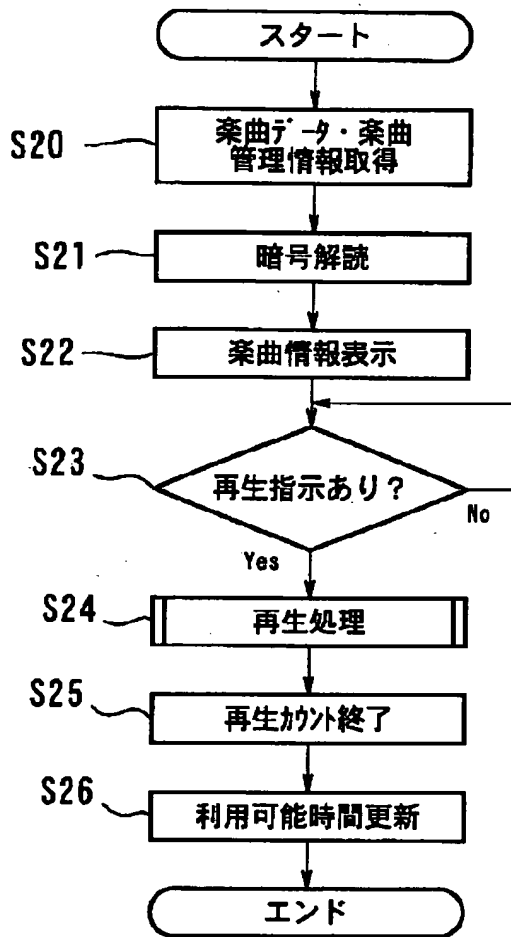 スタート
S20
楽曲データ・楽曲
管理情報取得
S21
暗号解読
S22
楽曲情報表示
S23
再生指示あり?
No
Yes
S24
再生処理
S25
再生カウント終了
S26
利用可能時間更新
エンド